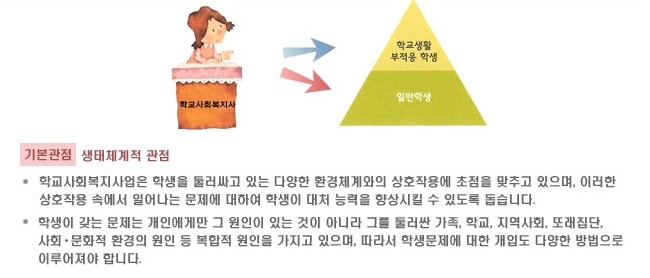 학교생활
부적응 학생
학교사회복지사
일반학생
기본관점 생태체계적 관점
• 학교사회복지사업은 학생을 둘러싸고 있는 다양한 환경체계와의 상호작용에 초점을 맞추고 있으며, 이러한
상호작용 속에서 일어나는 문제에 대하여 학생이 대처 능력을 향상시킬 수 있도록 돕습니다.
• 학생이 갖는 문제는 개인에게만 그 원인이 있는 것이 아니라 그를 둘러싼 가족, 학교, 지역사회, 또래집단,
사회·문화적 환경의 원인 등 복합적 원인을 가지고 있으며, 따라서 학생문제에 대한 개입도 다양한 방법으로
이루어져야 합니다.